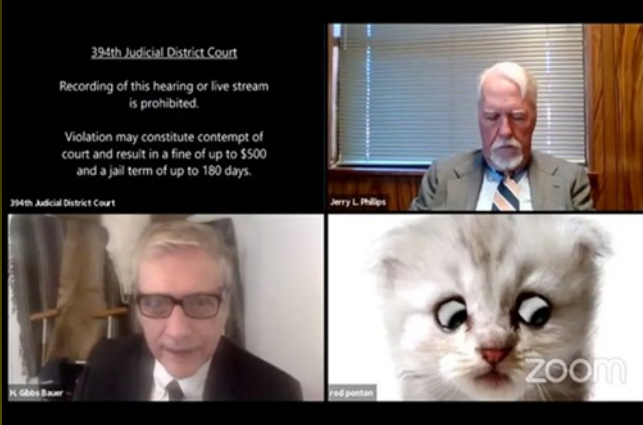 394th Judicial District Court
Recording of this hearing or live stream
is prohibited.
Violation may constitute contempt of
court and result in a fine of up to $500
and a jail term of up to 180 days.
394th Judicial District Court
Jerry L. Phillips
H. Gibbs Bauer
rod ponton
zoom